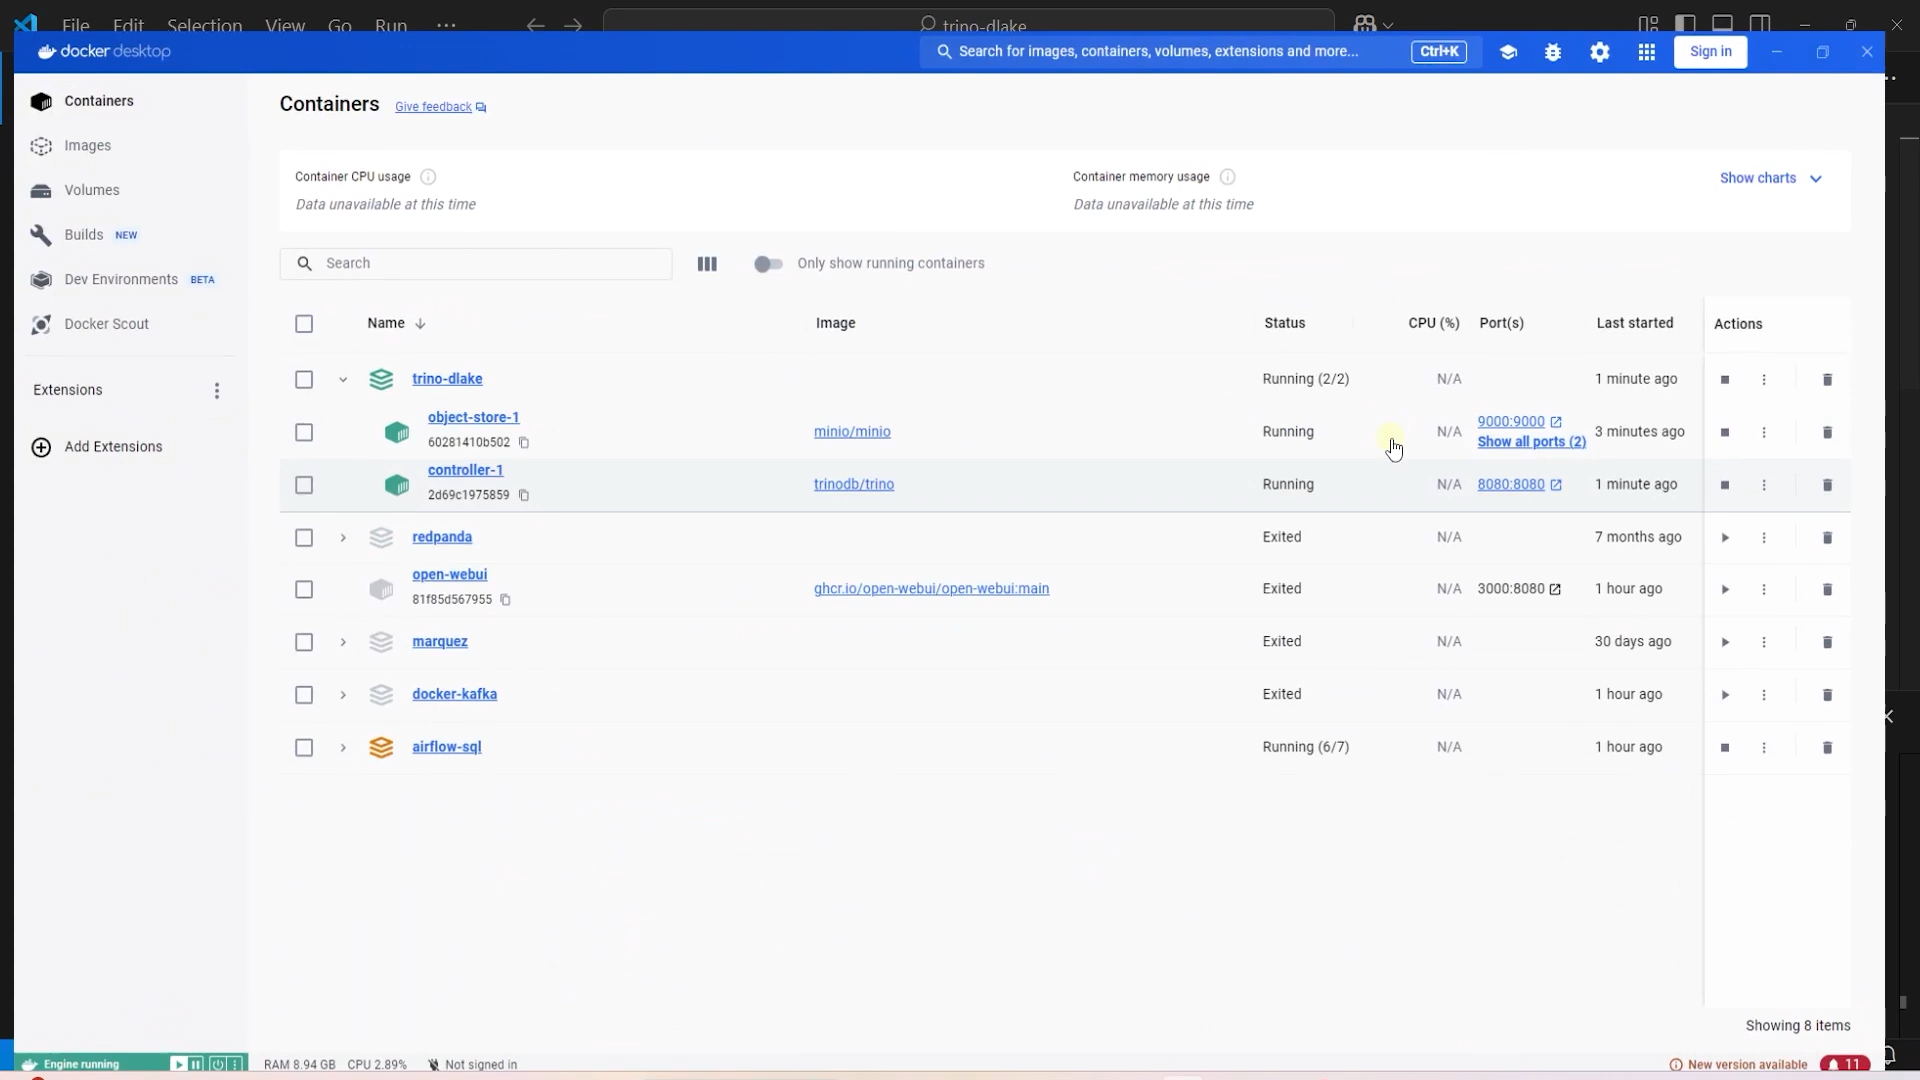 File Edit Selection View Go Run ... trino-dlake
docker desktop
Search for images, containers, volumes, extensions and more... Ctrl+K
Sign in
Containers
Images
Volumes
Builds NEW
Dev Environments BETA
Docker Scout
Extensions
Add Extensions
Containers Give feedback
Container CPU usage
Data unavailable at this time
Container memory usage
Data unavailable at this time
Show charts
Search
Only show running containers
Name Image Status CPU (%) Port(s) Last started Actions
trino-dlake Running (2/2) N/A 1 minute ago
object-store-1
60281410b502
minio/minio Running N/A 9000:9000
Show all ports (2)
3 minutes ago
controller-1
2d69c1975859
trinodb/trino Running N/A 8080:8080 1 minute ago
redpanda Exited N/A 7 months ago
open-webui
81f85d567955
ghcr.io/open-webui/open-webui:main Exited N/A 3000:8080 1 hour ago
marquez Exited N/A 30 days ago
docker-kafka Exited N/A 1 hour ago
airflow-sql Running (6/7) N/A 1 hour ago
Showing 8 items
Engine running
RAM 8.94 GB CPU 2.89% Not signed in
New version available
11